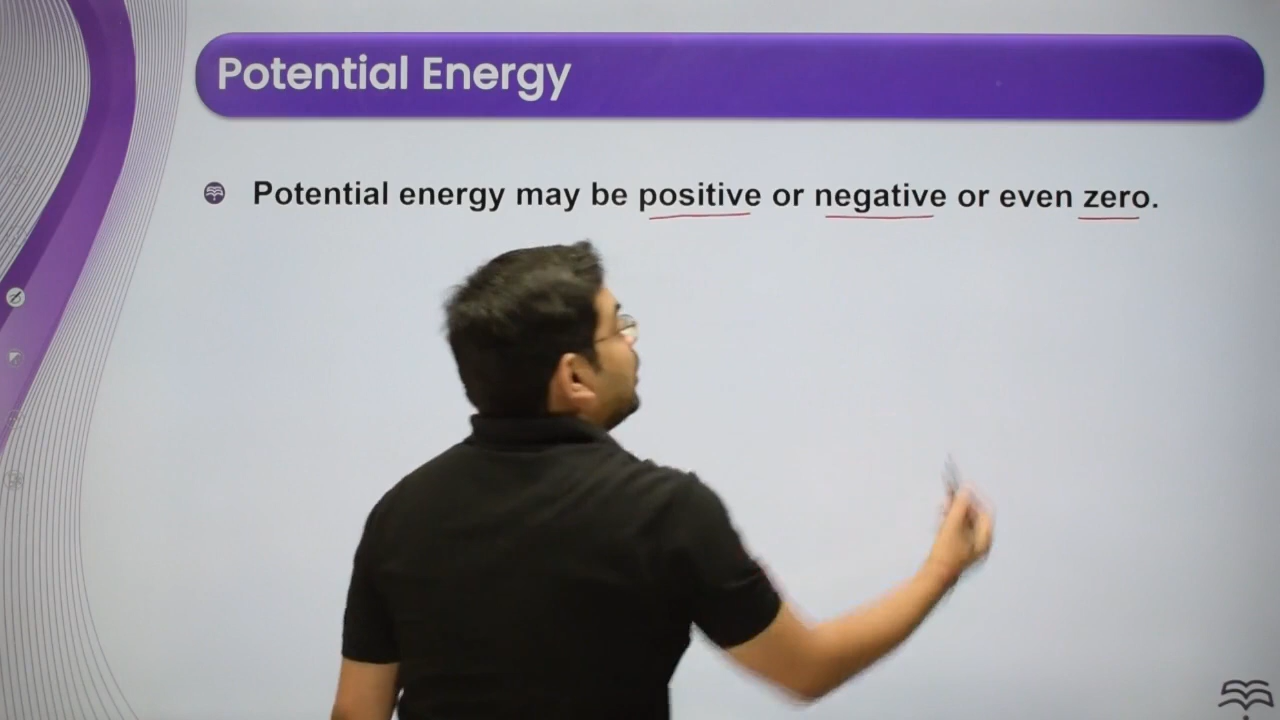 Potential Energy
Potential energy may be positive or negative or even zero.